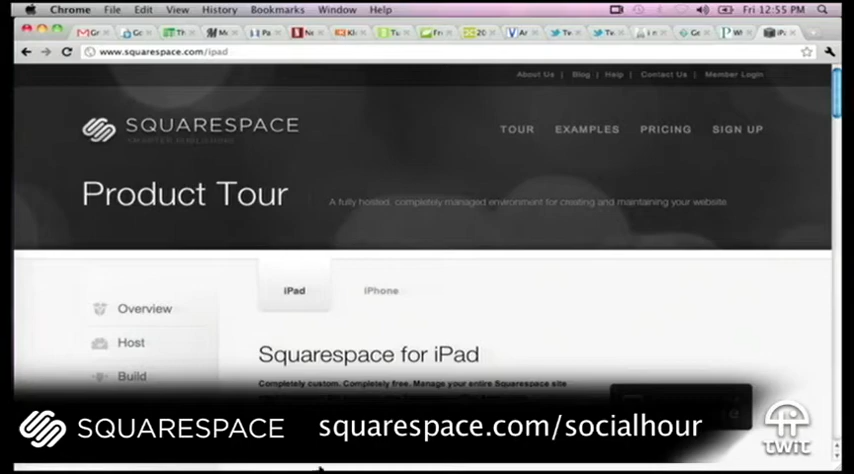 Chrome File Edit View History Bookmarks Window Help Fri 12:55 PM
www.squarespace.com/ipad
About Us | Blog | Help | Contact Us | Member Login
SQUARESPACE
TOUR EXAMPLES PRICING SIGN UP
Product Tour
A fully hosted, completely managed environment for creating and maintaining your website
iPad iPhone
Overview
Host
Squarespace for iPad
Build
Completely custom. Completely free. Manage your entire Squarespace site
SQUARESPACE squarespace.com/socialhour
TWiT